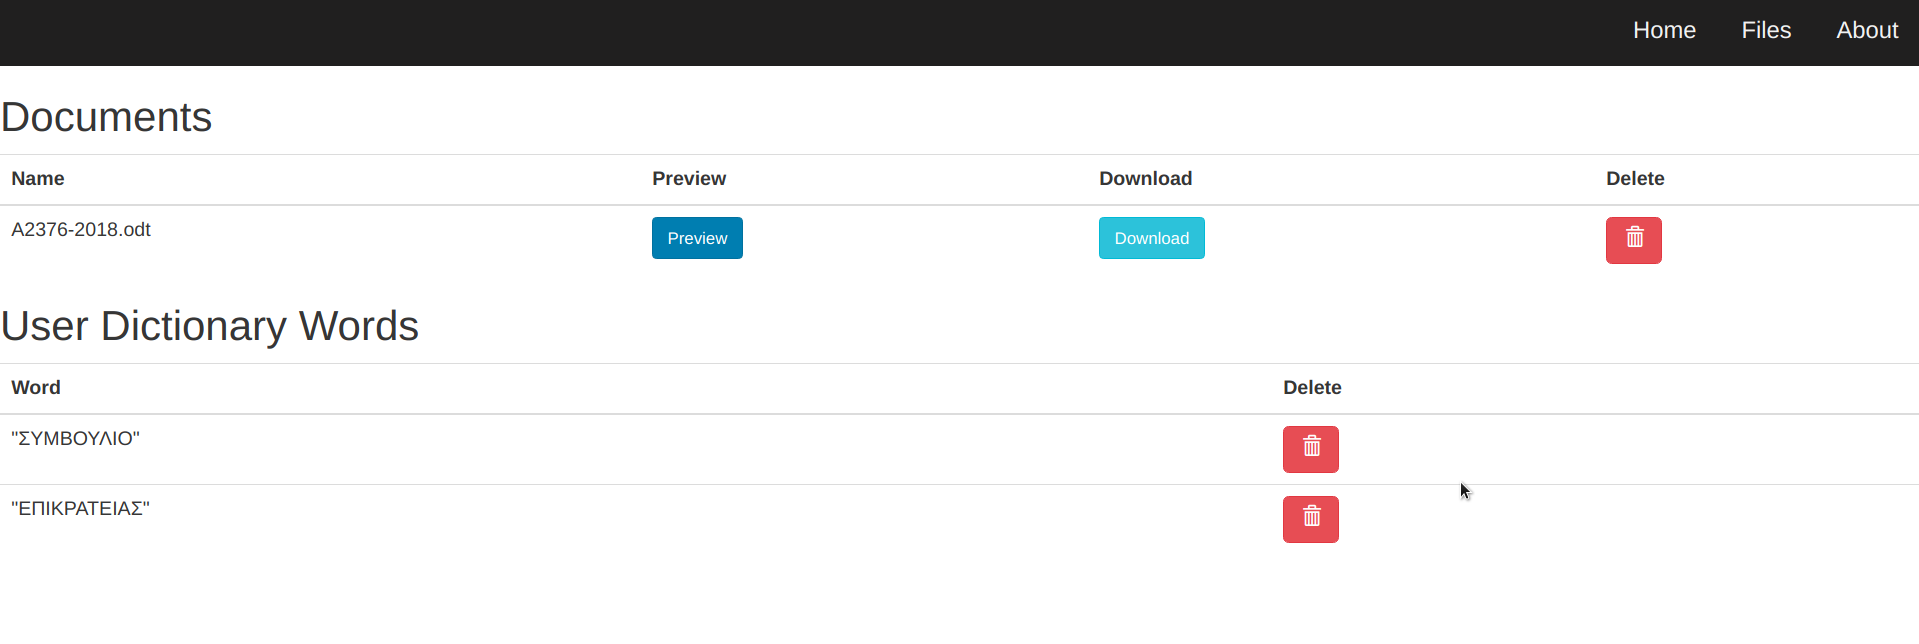 Home Files About
Documents
Name Preview Download Delete
A2376-2018.odt Preview Download
User Dictionary Words
Word Delete
"ΣΥΜΒΟΥΛΙΟ"
"ΕΠΙΚΡΑΤΕΙΑΣ"